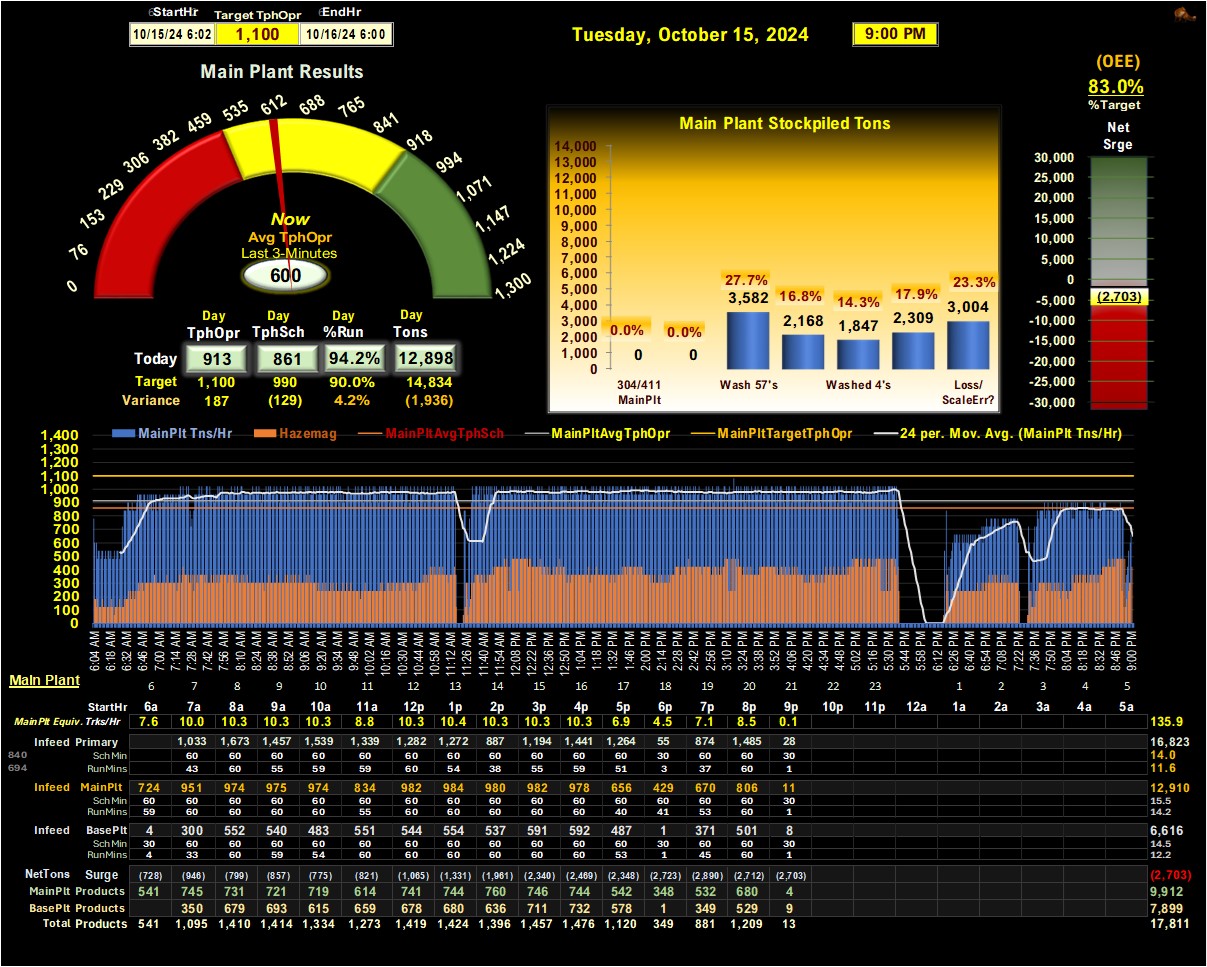 StartHr Target TphOpr EndHr
10/15/24 6:02 1,100 10/16/24 6:00
Tuesday, October 15, 2024 9:00 PM
(OEE)
83.0%
%Target
Main Plant Results
0 76 153 229 306 382 459 535 612 688 765 841 918 994 1,071 1,147 1,224 1,300
Now
Avg TphOpr
Last 3-Minutes
600
Day Day Day Day
TphOpr TphSch %Run Tons
Today 913 861 94.2% 12,898
Target 1,100 990 90.0% 14,834
Variance 187 (129) 4.2% (1,936)
Main Plant Stockpiled Tons
14,000
13,000
12,000
11,000
10,000
9,000
8,000
7,000
6,000
5,000
4,000
3,000
2,000
1,000
0
0.0% 0.0% 27.7% 16.8% 14.3% 17.9% 23.3%
0 0 3,582 2,168 1,847 2,309 3,004
304/411 Wash 57's Washed 4's Loss/
MainPlt ScaleErr?
Net
Srge
30,000
25,000
20,000
15,000
10,000
5,000
0
(2,703)
-5,000
-10,000
-15,000
-20,000
-25,000
-30,000
MainPlt Tns/Hr Hazemag MainPltAvgTphSch MainPltAvgTphOpr MainPltTargetTphOpr 24 per. Mov. Avg. (MainPlt Tns/Hr)
1,400
1,300
1,200
1,100
1,000
900
800
700
600
500
400
300
200
100
0
6:04 AM 6:18 AM 6:32 AM 6:46 AM 7:00 AM 7:14 AM 7:28 AM 7:42 AM 7:56 AM 8:10 AM 8:24 AM 8:38 AM 8:52 AM 9:06 AM 9:20 AM 9:34 AM 9:48 AM 10:02 AM 10:16 AM 10:30 AM 10:44 AM 10:58 AM 11:12 AM 11:26 AM 11:40 AM 11:54 AM 12:08 PM 12:22 PM 12:36 PM 12:50 PM 1:04 PM 1:18 PM 1:32 PM 1:46 PM 2:00 PM 2:14 PM 2:28 PM 2:42 PM 2:56 PM 3:10 PM 3:24 PM 3:38 PM 3:52 PM 4:06 PM 4:20 PM 4:34 PM 4:48 PM 5:02 PM 5:16 PM 5:30 PM 5:44 PM 5:58 PM 6:12 PM 6:26 PM 6:40 PM 6:54 PM 7:08 PM 7:22 PM 7:36 PM 7:50 PM 8:04 PM 8:18 PM 8:32 PM 8:46 PM 9:00 PM
Main Plant 6 7 8 9 10 11 12 13 14 15 16 17 18 19 20 21 22 23 1 2 3 4 5
StartHr 6a 7a 8a 9a 10a 11a 12p 1p 2p 3p 4p 5p 6p 7p 8p 9p 10p 11p 12a 1a 2a 3a 4a 5a
MainPlt Equiv. Trks/Hr 7.6 10.0 10.3 10.3 10.3 8.8 10.3 10.4 10.3 10.3 10.3 6.9 4.5 7.1 8.5 0.1 135.9
Infeed Primary 1,033 1,673 1,457 1,539 1,339 1,282 1,272 887 1,194 1,441 1,264 55 874 1,485 28 16,823
840 Sch Min 60 60 60 60 60 60 60 60 60 60 60 30 60 60 30 14.0
694 RunMins 43 60 55 59 59 60 54 38 55 59 51 3 37 60 1 11.6
Infeed MainPlt 724 951 974 975 974 834 982 984 980 982 978 656 429 670 806 11 12,910
Sch Min 60 60 60 60 60 60 60 60 60 60 60 60 60 60 60 30 15.5
RunMins 59 60 60 60 60 55 60 60 60 60 60 40 41 53 60 1 14.2
Infeed BasePlt 4 300 552 540 483 551 544 554 537 591 592 487 1 371 501 8 6,616
Sch Min 30 60 60 60 60 60 60 60 60 60 60 60 30 60 60 30 14.5
RunMins 4 33 60 59 54 60 60 60 60 60 60 53 1 45 60 1 12.2
NetTons Surge (728) (946) (799) (857) (775) (821) (1,065) (1,331) (1,961) (2,340) (2,469) (2,348) (2,723) (2,890) (2,712) (2,703) (2,703)
MainPlt Products 541 745 731 721 719 614 741 744 760 746 744 542 348 532 680 4 9,912
BasePlt Products 350 679 693 615 659 678 680 636 711 732 578 1 349 529 9 7,899
Total Products 541 1,095 1,410 1,414 1,334 1,273 1,419 1,424 1,396 1,457 1,476 1,120 349 881 1,209 13 17,811